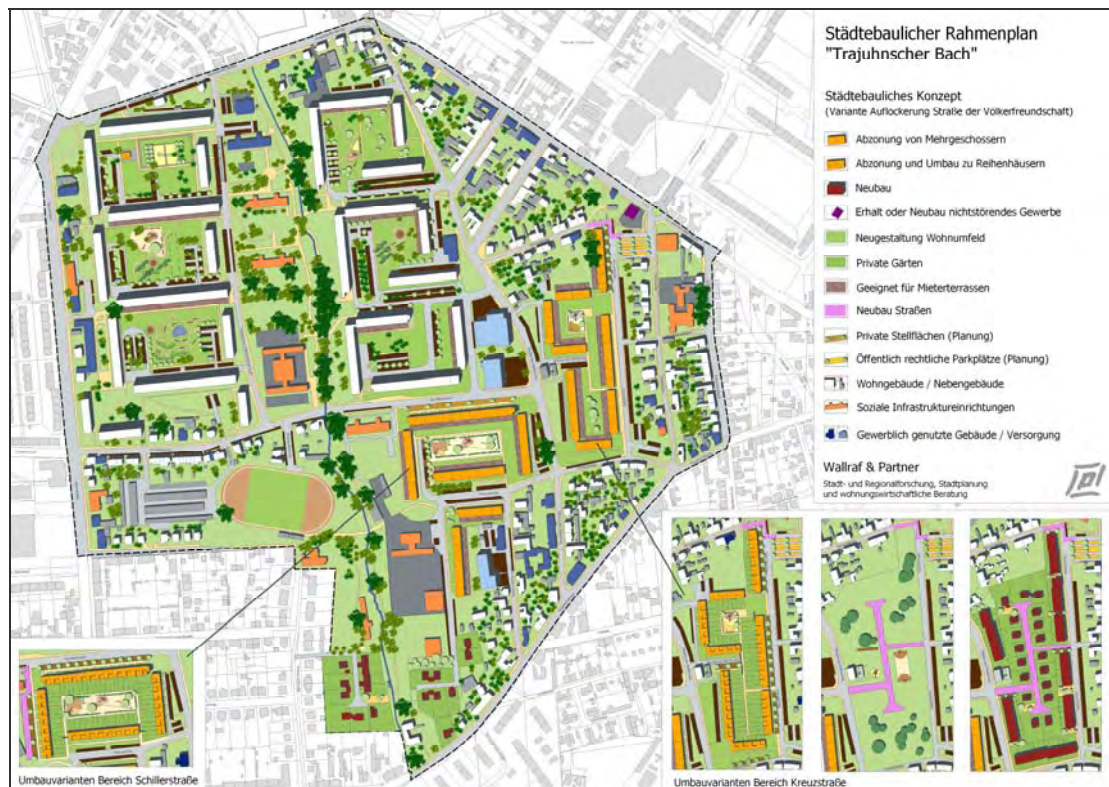 Städtebaulicher Rahmenplan
"Trajuhnscher Bach"
Städtebauliches Konzept
(Variante Auflockerung Straße der Völkerfreundschaft)
Abzonung von Mehrgeschossern
Abzonung und Umbau zu Reihenhäusern
Neubau
Erhalt oder Neubau nichtstörendes Gewerbe
Neugestaltung Wohnumfeld
Private Gärten
Geeignet für Mieterterrassen
Neubau Straßen
Private Stellflächen (Planung)
Öffentlich rechtliche Parkplätze (Planung)
Wohngebäude / Nebengebäude
Soziale Infrastruktureinrichtungen
Gewerblich genutzte Gebäude / Versorgung
Wallraf & Partner
Stadt- und Regionalforschung, Stadtplanung
und wohnungswirtschaftliche Beratung
Umbauvarianten Bereich Schillerstraße
Umbauvarianten Bereich Kreuzstraße